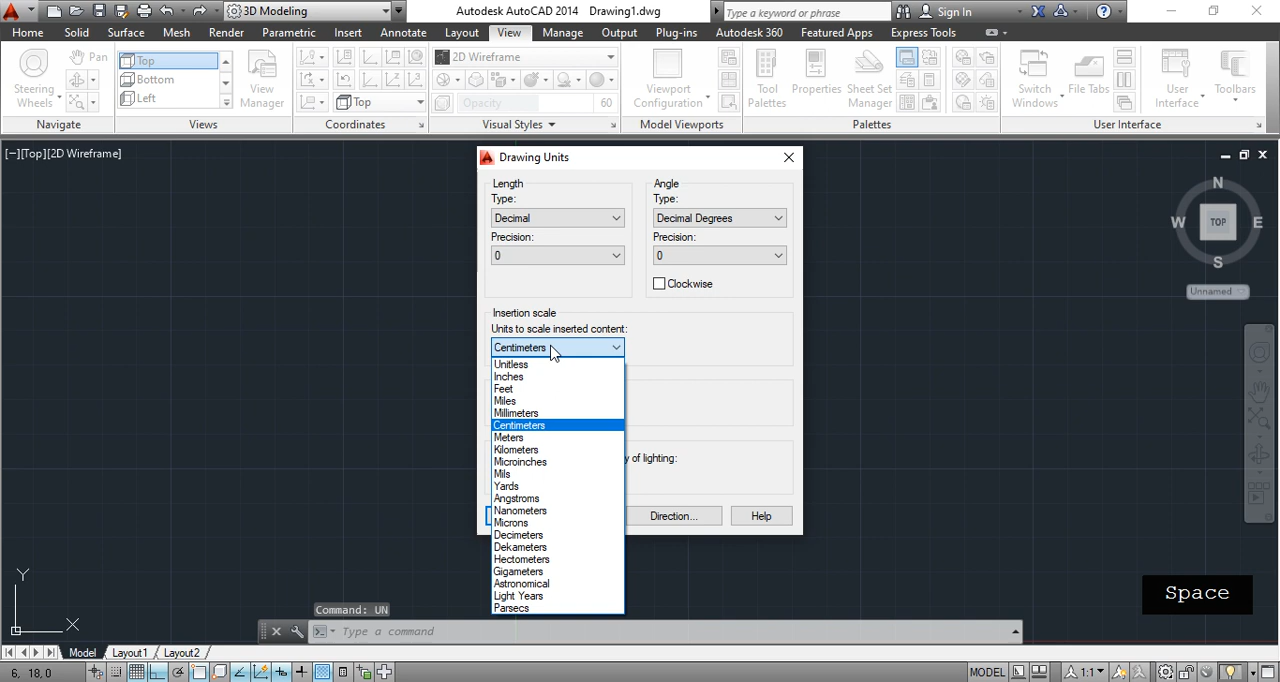 3D Modeling
Autodesk AutoCAD 2014 Drawing1.dwg
Type a keyword or phrase
Sign In
Home Solid Surface Mesh Render Parametric Insert Annotate Layout View Manage Output Plug-ins Autodesk 360 Featured Apps Express Tools
Steering Wheels
Pan
Top
Bottom
Left
View Manager
Top
2D Wireframe
Opacity 60
Viewport Configuration
Tool Palettes
Properties
Sheet Set Manager
Switch Windows
File Tabs
User Interface
Toolbars
Navigate Views Coordinates Visual Styles Model Viewports Palettes User Interface
[−][Top][2D Wireframe]
Drawing Units
Length
Type:
Decimal
Precision:
0
Angle
Type:
Decimal Degrees
Precision:
0
Clockwise
Insertion scale
Units to scale inserted content:
Centimeters
Unitless
Inches
Feet
Miles
Millimeters
Centimeters
Meters
Kilometers
Microinches
Mils
Yards
Angstroms
Nanometers
Microns
Decimeters
Dekameters
Hectometers
Gigameters
Astronomical
Light Years
Parsecs
y of lighting:
Direction...
Help
N
W TOP E
S
Unnamed
Y
X
Space
Command: UN
Type a command
Model Layout1 Layout2
6, 18, 0
MODEL
1:1